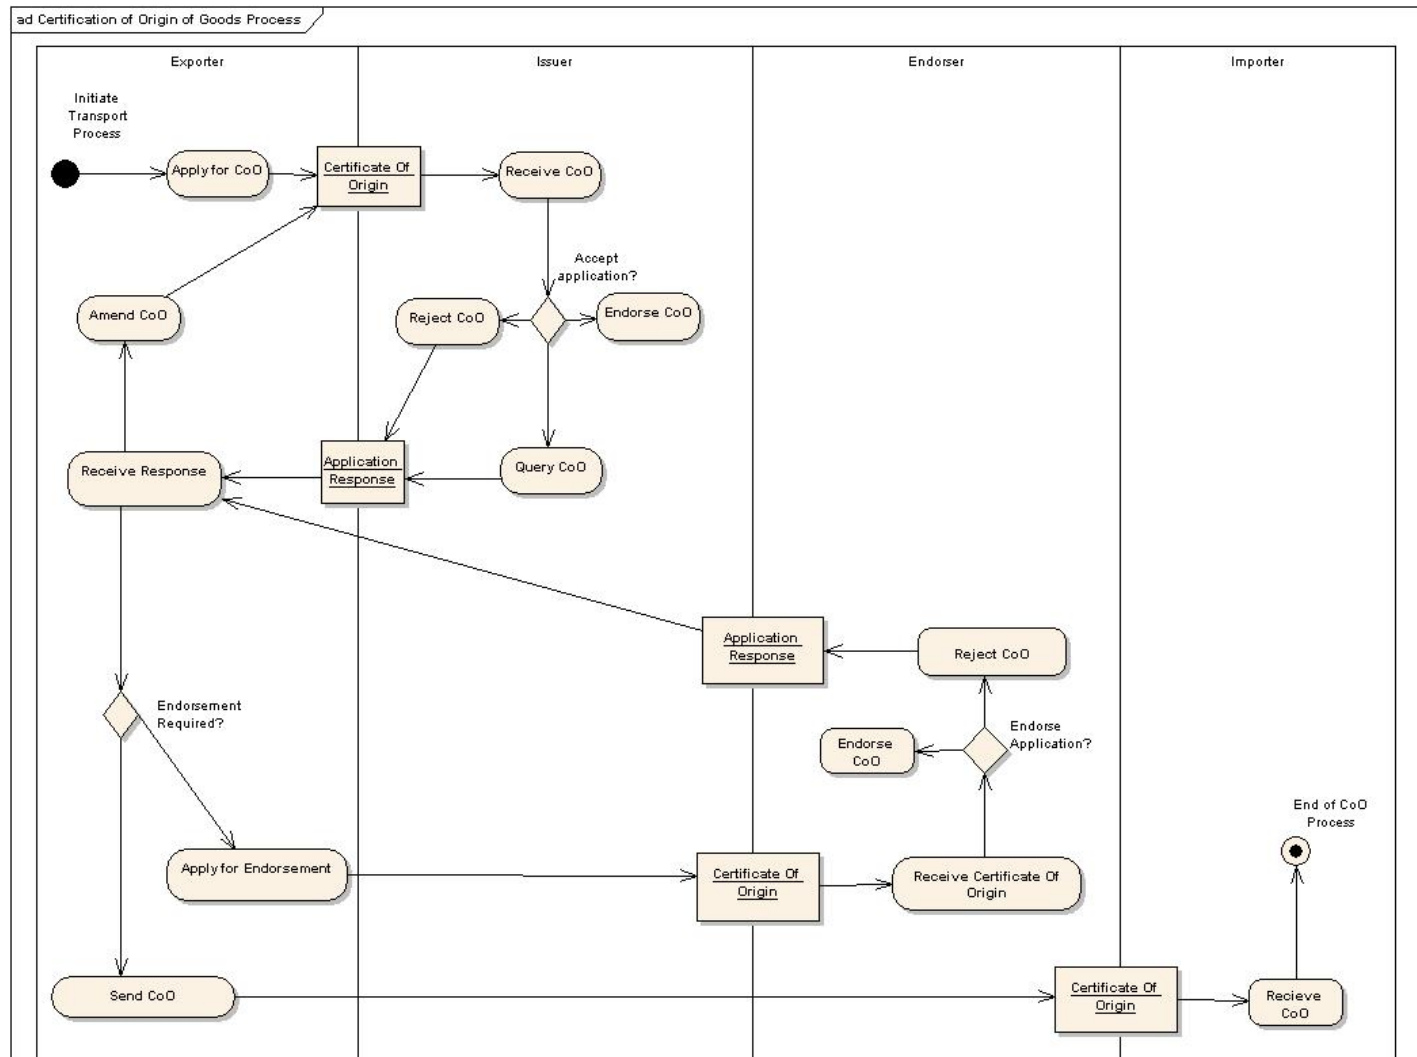 ad Certification of Origin of Goods Process
Exporter
Issuer
Endorser
Importer
Initiate
Transport
Process
Apply for CoO
Certificate Of
Origin
Receive CoO
Accept
application?
Amend CoO
Reject CoO
Endorse CoO
Receive Response
Application
Response
Query CoO
Application
Response
Reject CoO
Endorsement
Required?
Endorse
CoO
Endorse
Application?
End of CoO
Process
Apply for Endorsement
Certificate Of
Origin
Receive Certificate Of
Origin
Send CoO
Certificate Of
Origin
Recieve
CoO